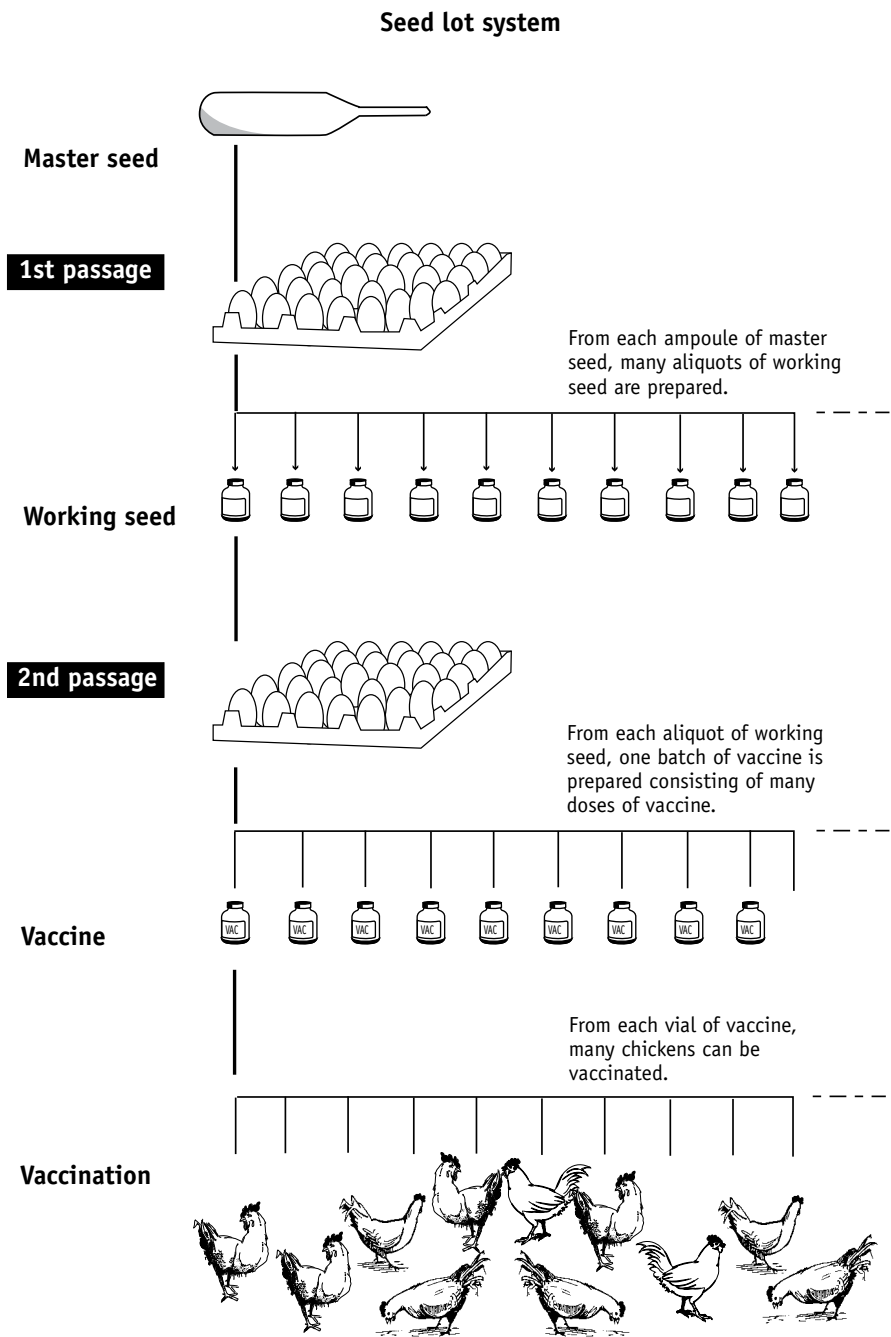 Seed lot system
Master seed
1st passage
From each ampoule of master
seed, many aliquots of working
seed are prepared.
Working seed
2nd passage
From each aliquot of working
seed, one batch of vaccine is
prepared consisting of many
doses of vaccine.
VAC VAC VAC VAC VAC VAC VAC VAC VAC
Vaccine
From each vial of vaccine,
many chickens can be
vaccinated.
Vaccination